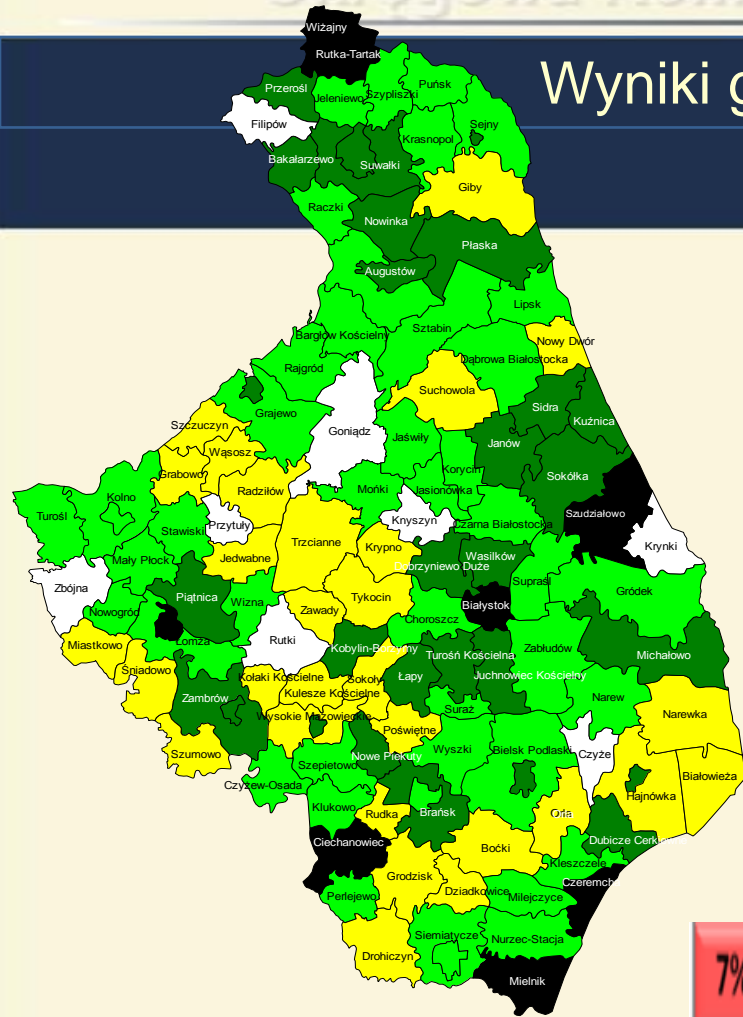 Wiżajny
Rutka-Tartak
Wyniki g
Przerośl
Jeleniewo
Szypliszki
Puńsk
Filipów
Sejny
Krasnopol
Bakałarzewo
Suwałki
Giby
Raczki
Nowinka
Płaska
Augustów
Lipsk
Sztabin
Bargłów Kościelny
Nowy Dwór
Dąbrowa Białostocka
Rajgród
Suchowola
Sidra
Grajewo
Kuźnica
Szczuczyn
Goniądz
Jaświły
Janów
Wąsosz
Korycin
Grabowo
Sokółka
Radziłów
Mońki
Jasionówka
Kolno
Turośl
Szudziałowo
Przytuły
Knyszyn
Czarna Białostocka
Stawiski
Trzcianne
Krypno
Krynki
Jedwabne
Mały Płock
Wasilków
Dobrzyniewo Duże
Supraśl
Zbójna
Gródek
Piątnica
Tykocin
Wizna
Białystok
Nowogród
Zawady
Choroszcz
Łomża
Rutki
Miastkowo
Kobylin-Borzymy
Zabłudów
Turośń Kościelna
Michałowo
Śniadowo
Kołaki Kościelne
Sokoły
Łapy
Juchnowiec Kościelny
Kulesze Kościelne
Zambrów
Narew
Suraż
Wysokie Mazowieckie
Narewka
Poświętne
Szumowo
Nowe Piekuty
Wyszki
Bielsk Podlaski
Czyże
Szepietowo
Białowieża
Czyżew-Osada
Hajnówka
Klukowo
Rudka
Brańsk
Orla
Ciechanowiec
Boćki
Dubicze Cerkiewne
Kleszczele
Grodzisk
Czeremcha
Dziadkowice
Perlejewo
Milejczyce
Siemiatycze
Nurzec-Stacja
Drohiczyn
Mielnik
7%